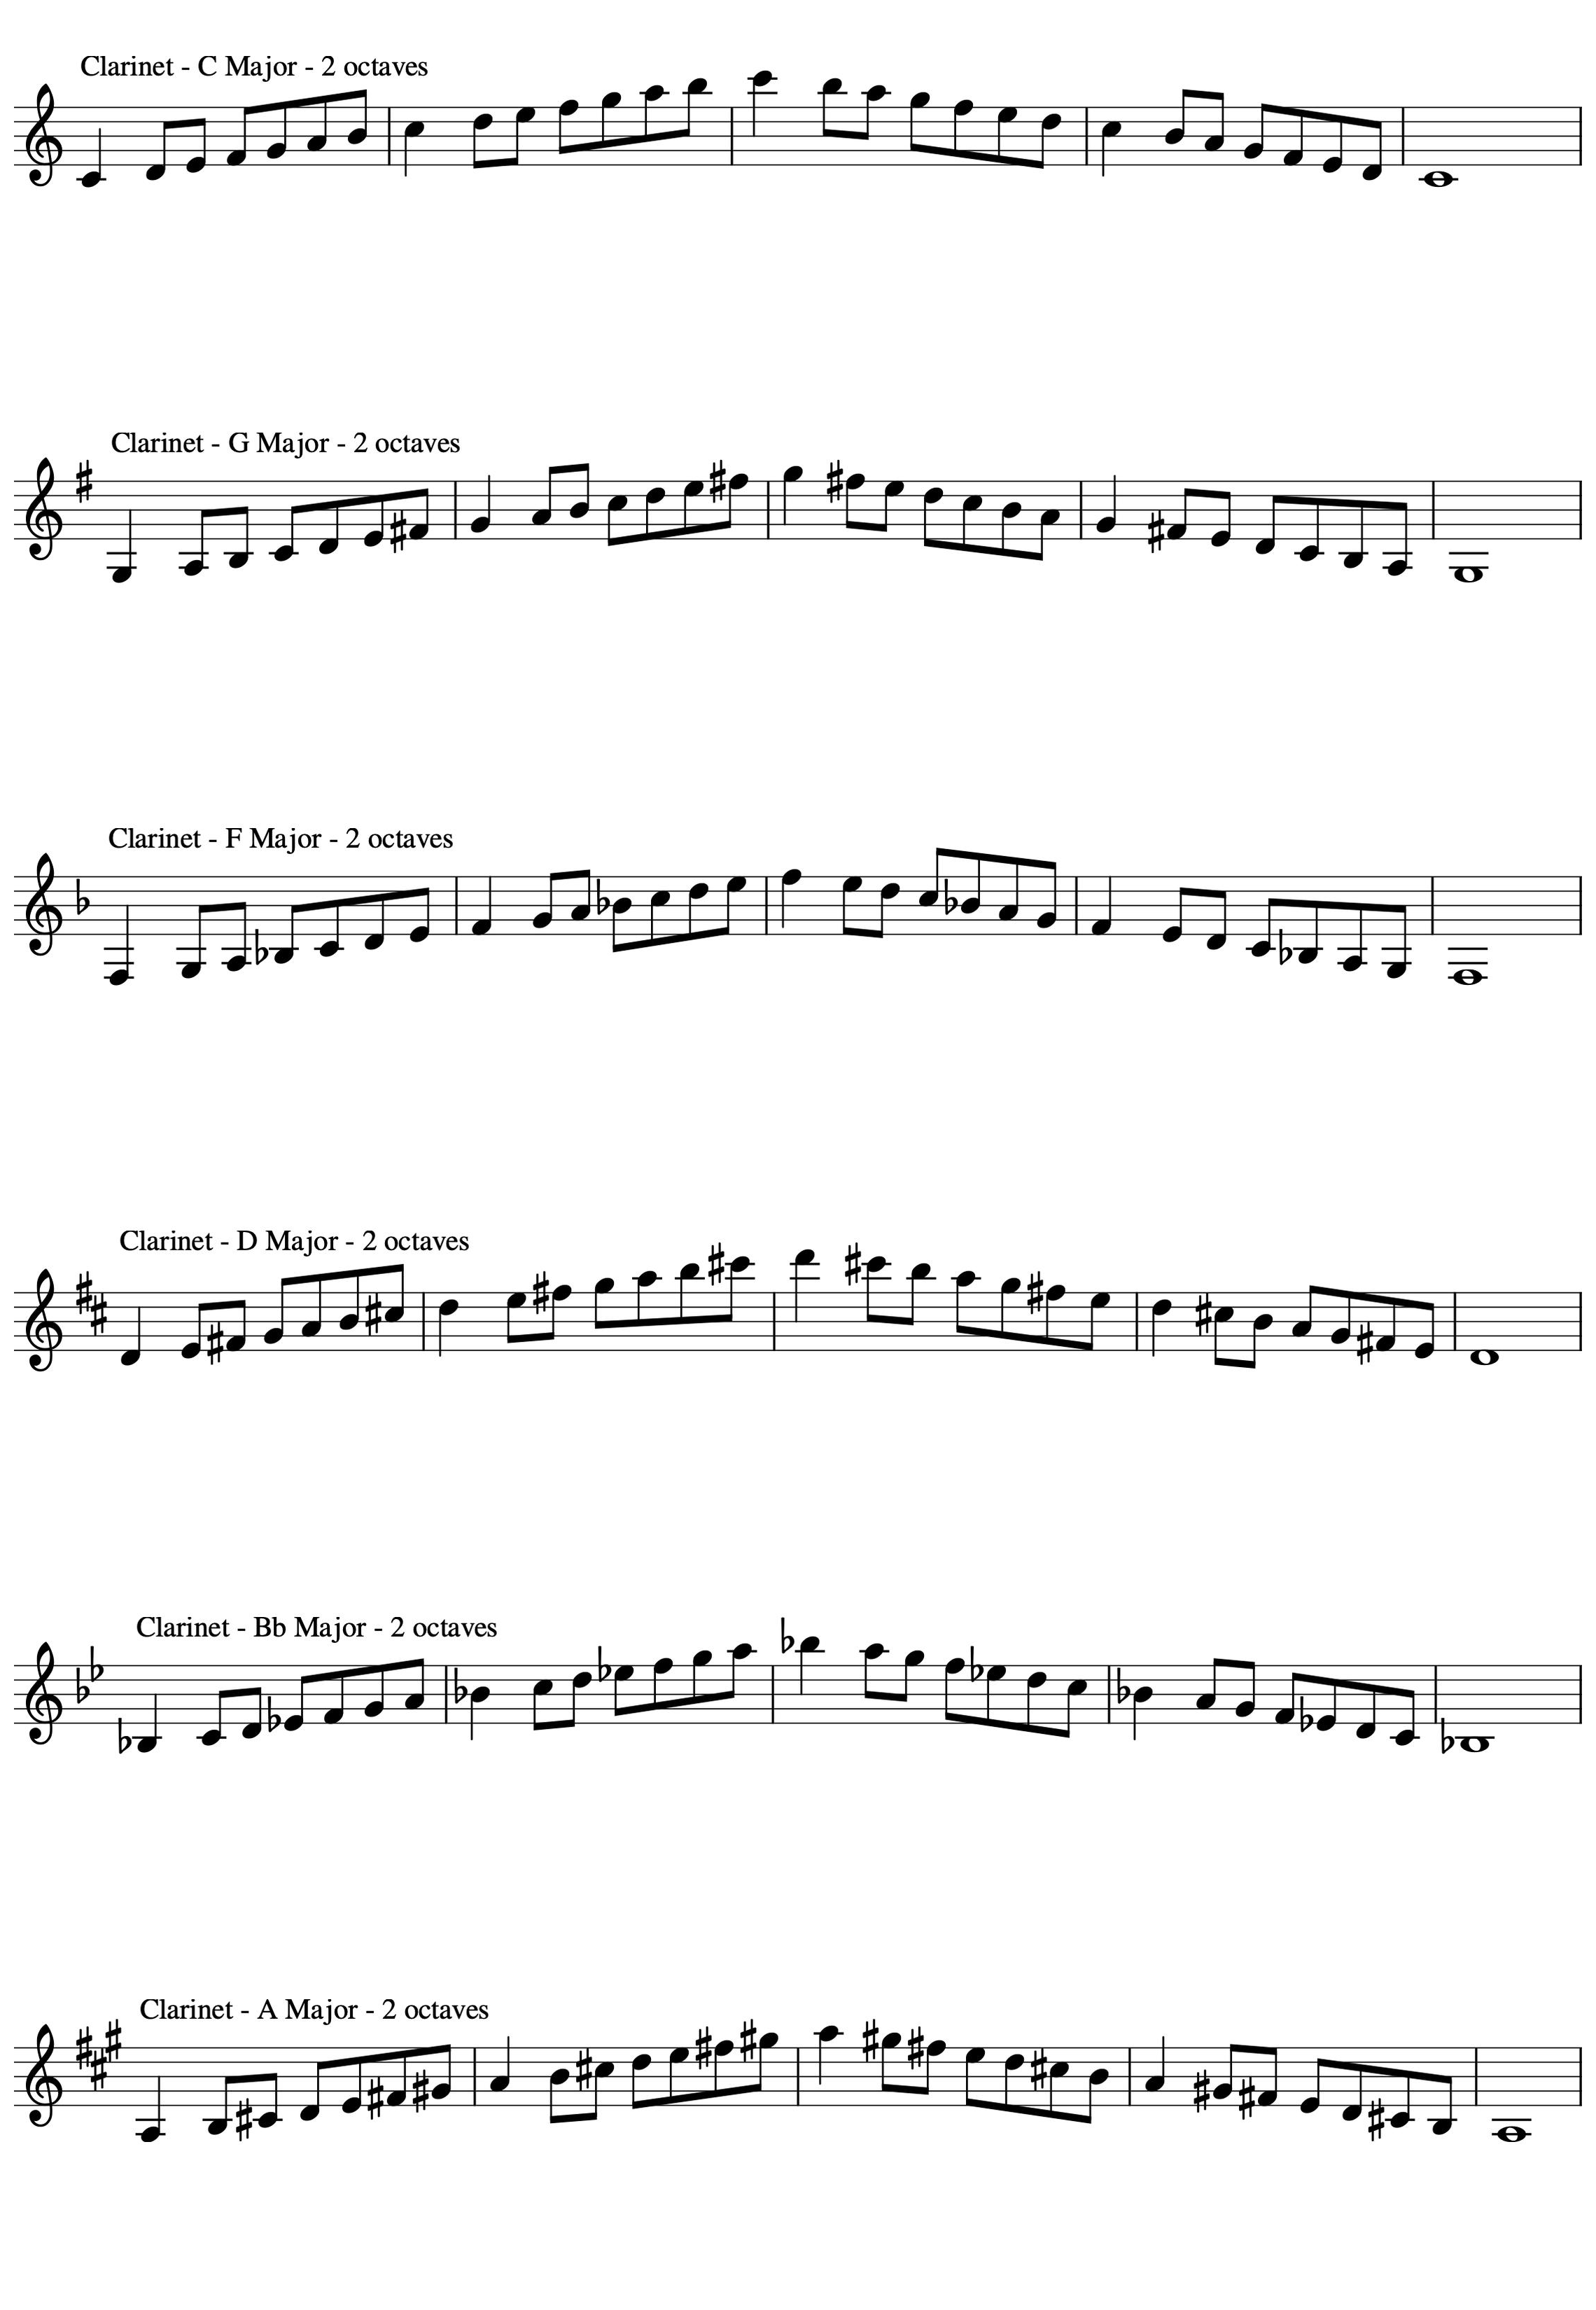 Clarinet - C Major - 2 octaves
Clarinet - G Major - 2 octaves
Clarinet - F Major - 2 octaves
Clarinet - D Major - 2 octaves
Clarinet - Bb Major - 2 octaves
Clarinet - A Major - 2 octaves